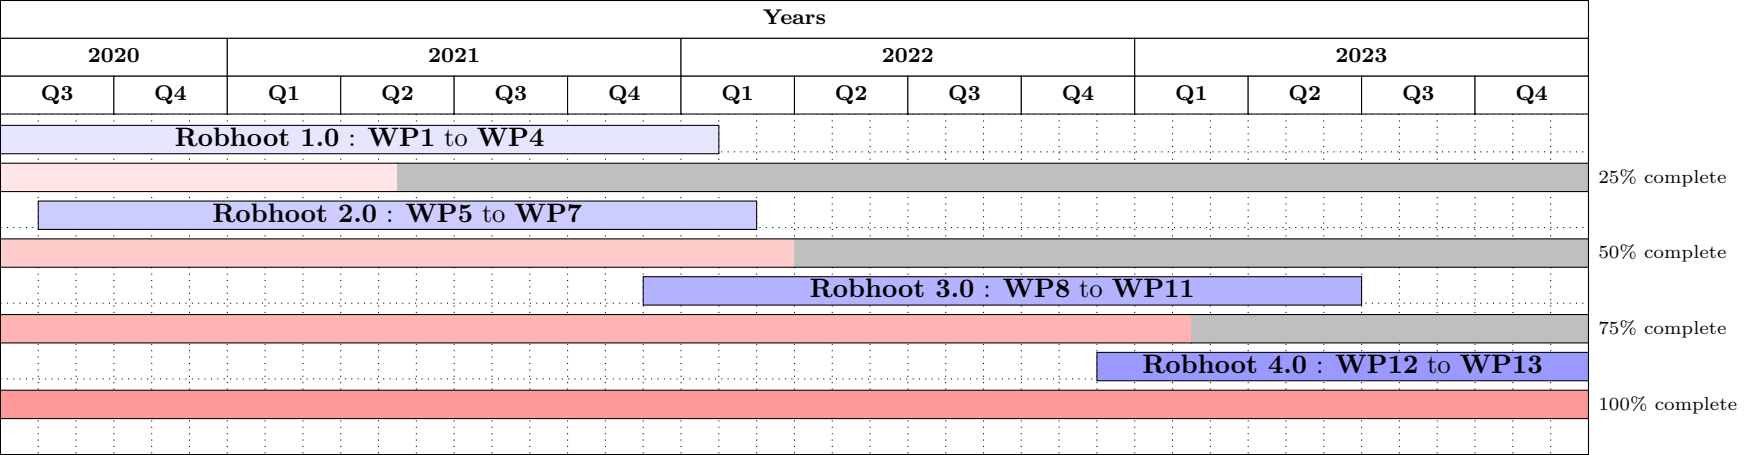 Years
2020 2021 2022 2023
Q3 Q4 Q1 Q2 Q3 Q4 Q1 Q2 Q3 Q4 Q1 Q2 Q3 Q4
Robhoot 1.0 : WP1 to WP4
25% complete
Robhoot 2.0 : WP5 to WP7
50% complete
Robhoot 3.0 : WP8 to WP11
75% complete
Robhoot 4.0 : WP12 to WP13
100% complete